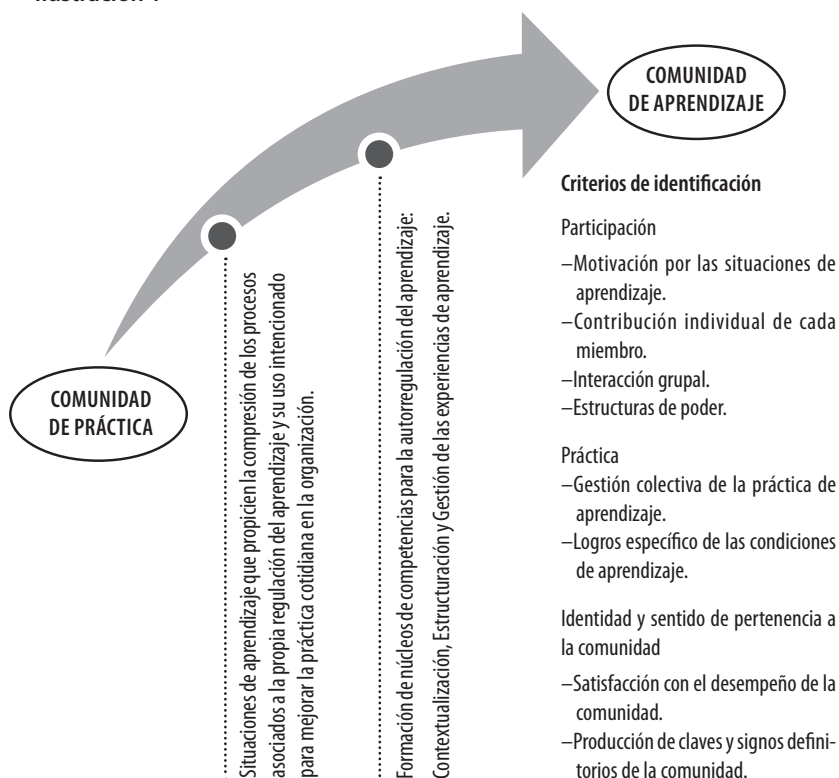 COMUNIDAD
DE PRÁCTICA
Situaciones de aprendizaje que propicien la compresión de los procesos
asociados a la propia regulación del aprendizaje y su uso intencionado
para mejorar la práctica cotidiana en la organización.
Formación de núcleos de competencias para la autorregulación del aprendizaje:
Contextualización, Estructuración y Gestión de las experiencias de aprendizaje.
COMUNIDAD
DE APRENDIZAJE
Criterios de identificación
Participación
–Motivación por las situaciones de
aprendizaje.
–Contribución individual de cada
miembro.
–Interacción grupal.
–Estructuras de poder.
Práctica
–Gestión colectiva de la práctica de
aprendizaje.
–Logros específico de las condiciones
de aprendizaje.
Identidad y sentido de pertenencia a
la comunidad
–Satisfacción con el desempeño de la
comunidad.
–Producción de claves y signos defini-
torios de la comunidad.